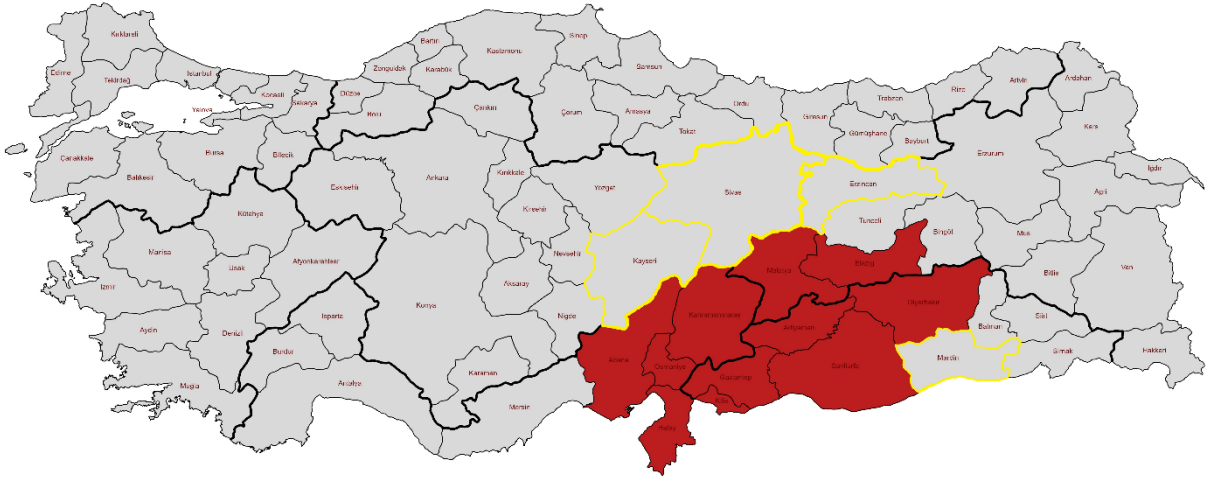 Kırklareli
Edirne
Tekirdağ
İstanbul
Kocaeli
Yalova
Sakarya
Düzce
Bolu
Zonguldak
Bartın
Karabük
Kastamonu
Sinop
Samsun
Çankırı
Çorum
Amasya
Tokat
Ordu
Giresun
Gümüşhane
Trabzon
Bayburt
Rize
Artvin
Ardahan
Kars
Iğdır
Erzurum
Ağrı
Çanakkale
Balıkesir
Bursa
Bilecik
Eskişehir
Ankara
Kırıkkale
Kırşehir
Yozgat
Sivas
Erzincan
Tunceli
Bingöl
Muş
Bitlis
Van
Kütahya
Manisa
Uşak
Afyonkarahisar
İzmir
Aydın
Denizli
Muğla
Isparta
Burdur
Antalya
Konya
Aksaray
Nevşehir
Niğde
Kayseri
Karaman
Mersin
Adana
Osmaniye
Hatay
Kahramanmaraş
Malatya
Elazığ
Adıyaman
Gaziantep
Kilis
Şanlıurfa
Diyarbakır
Mardin
Batman
Siirt
Şırnak
Hakkari